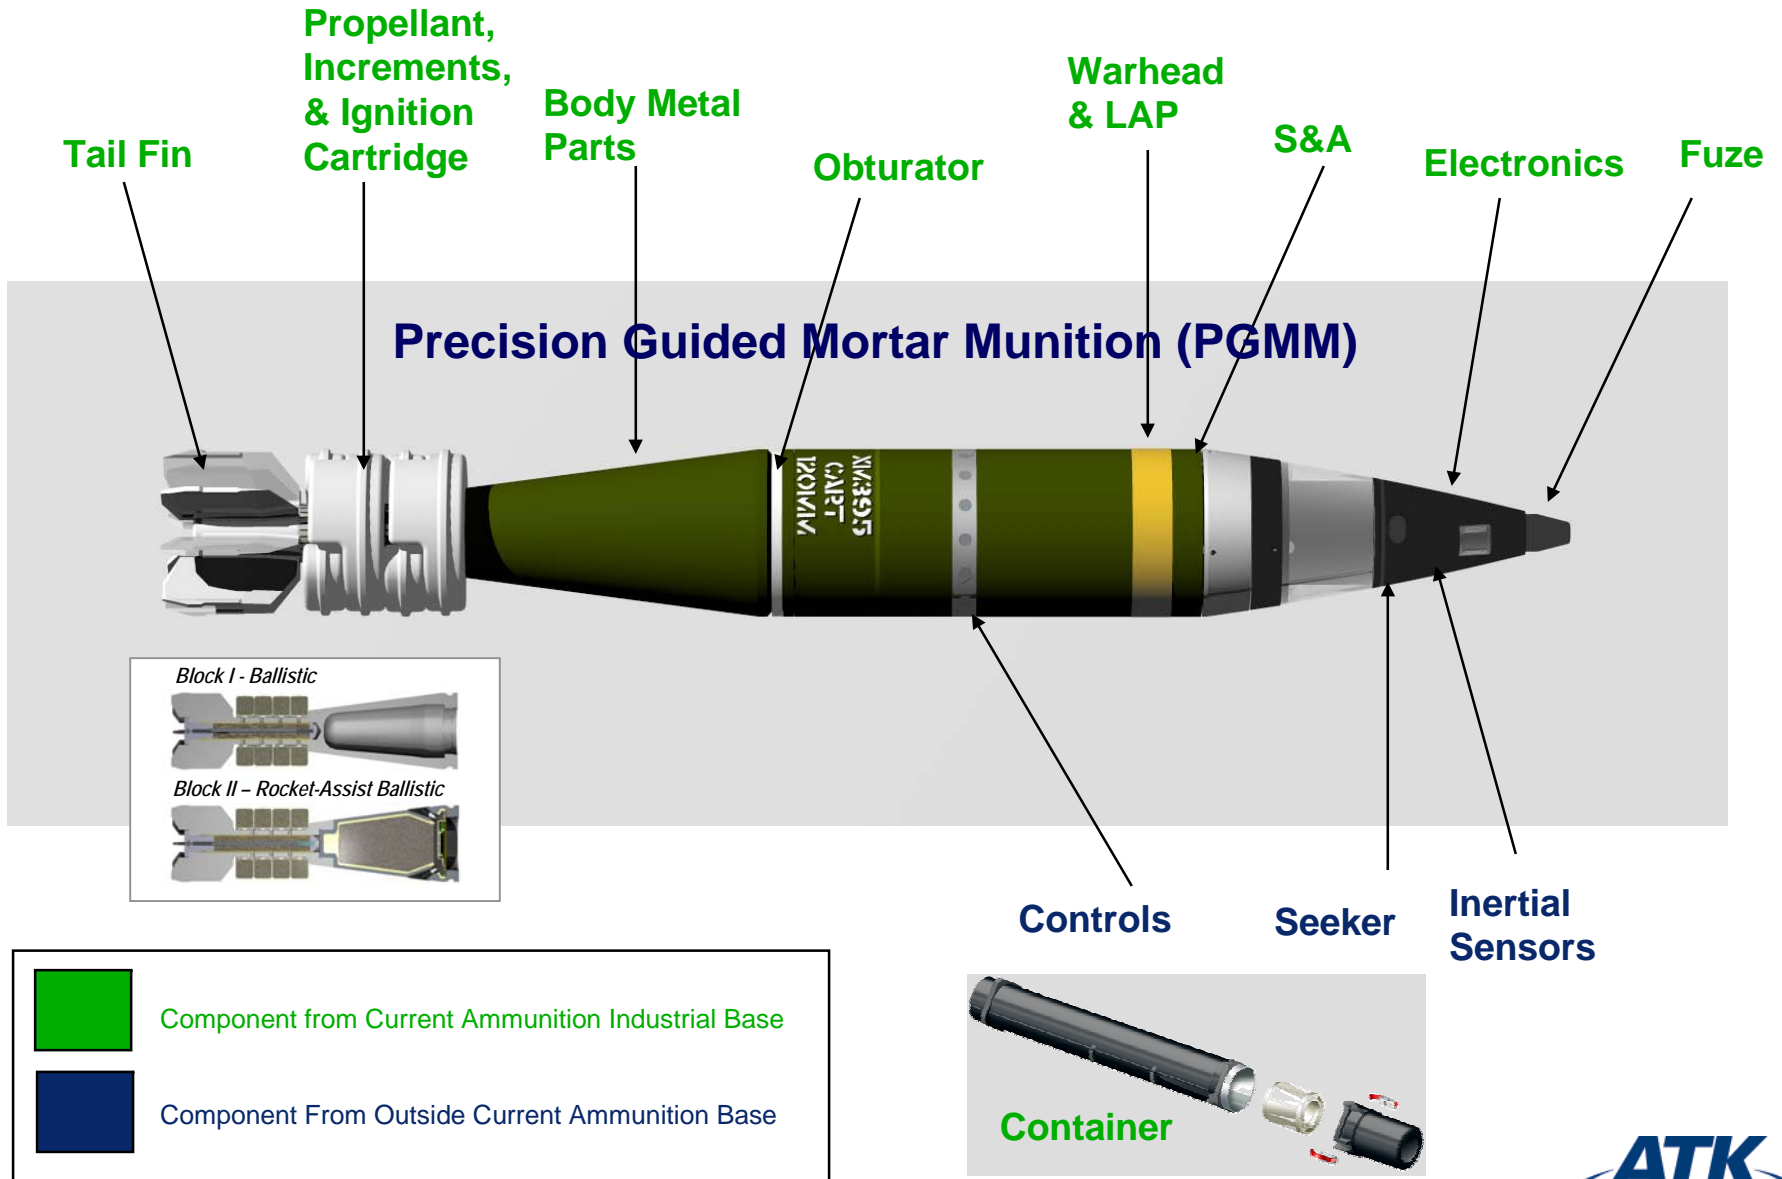 Propellant,
Increments,
& Ignition
Cartridge
Tail Fin
Body Metal
Parts
Obturator
Warhead
& LAP
S&A
Electronics
Fuze
Precision Guided Mortar Munition (PGMM)
XM395
CART
120MM
Block I - Ballistic
Block II – Rocket-Assist Ballistic
Controls
Seeker
Inertial
Sensors
Component from Current Ammunition Industrial Base
Component From Outside Current Ammunition Base
Container
ATK